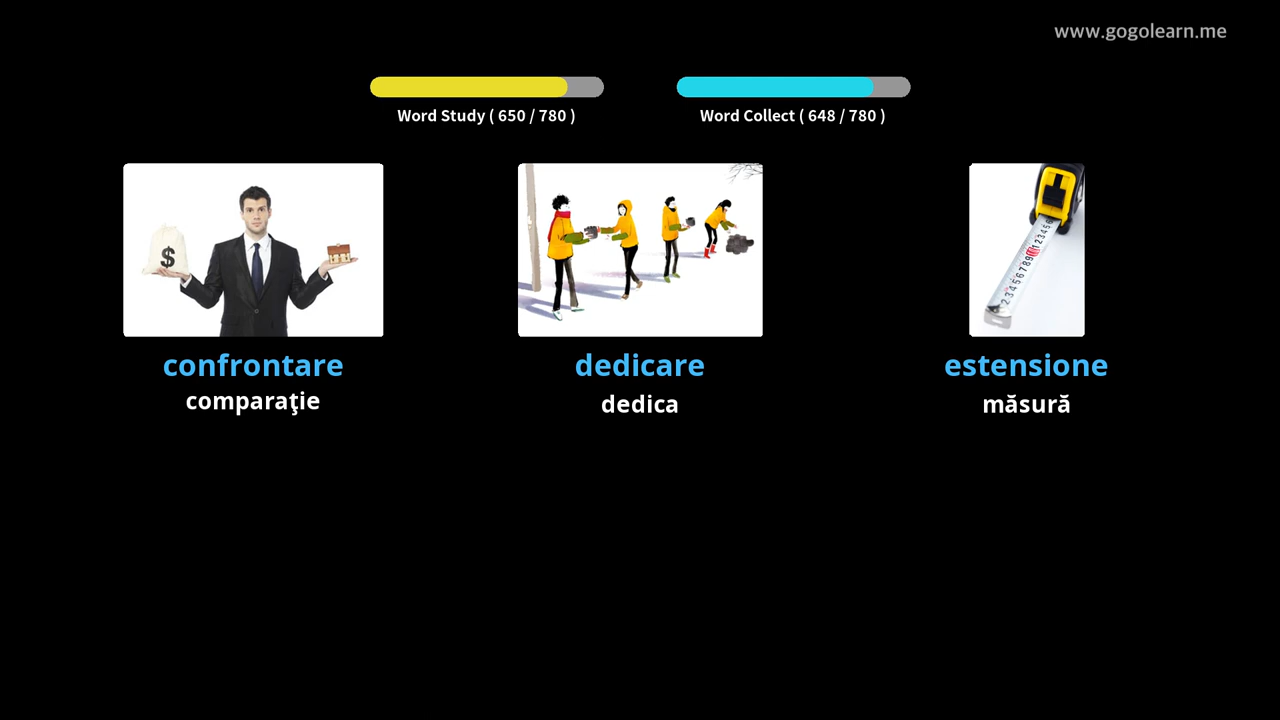 www.gogolearn.me
Word Study ( 650 / 780 )
Word Collect ( 648 / 780 )
$
confrontare
comparaţie
dedicare
dedica
estensione
măsură